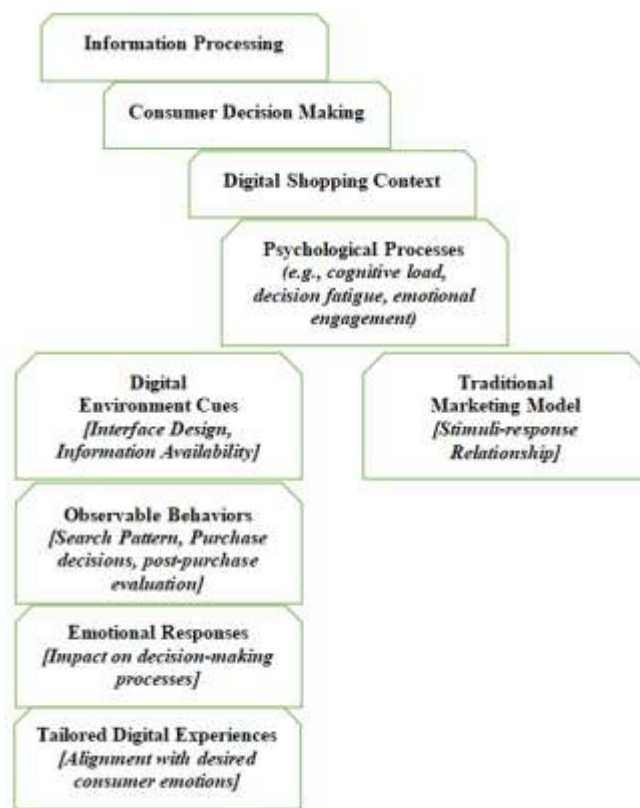 Information Processing
Consumer Decision Making
Digital Shopping Context
Psychological Processes
(e.g., cognitive load,
decision fatigue, emotional
engagement)
Digital
Environment Cues
[Interface Design,
Information Availability]
Traditional
Marketing Model
[Stimuli-response
Relationship]
Observable Behaviors
[Search Pattern, Purchase
decisions, post-purchase
evaluation]
Emotional Responses
[Impact on decision-making
processes]
Tailored Digital Experiences
[Alignment with desired
consumer emotions]